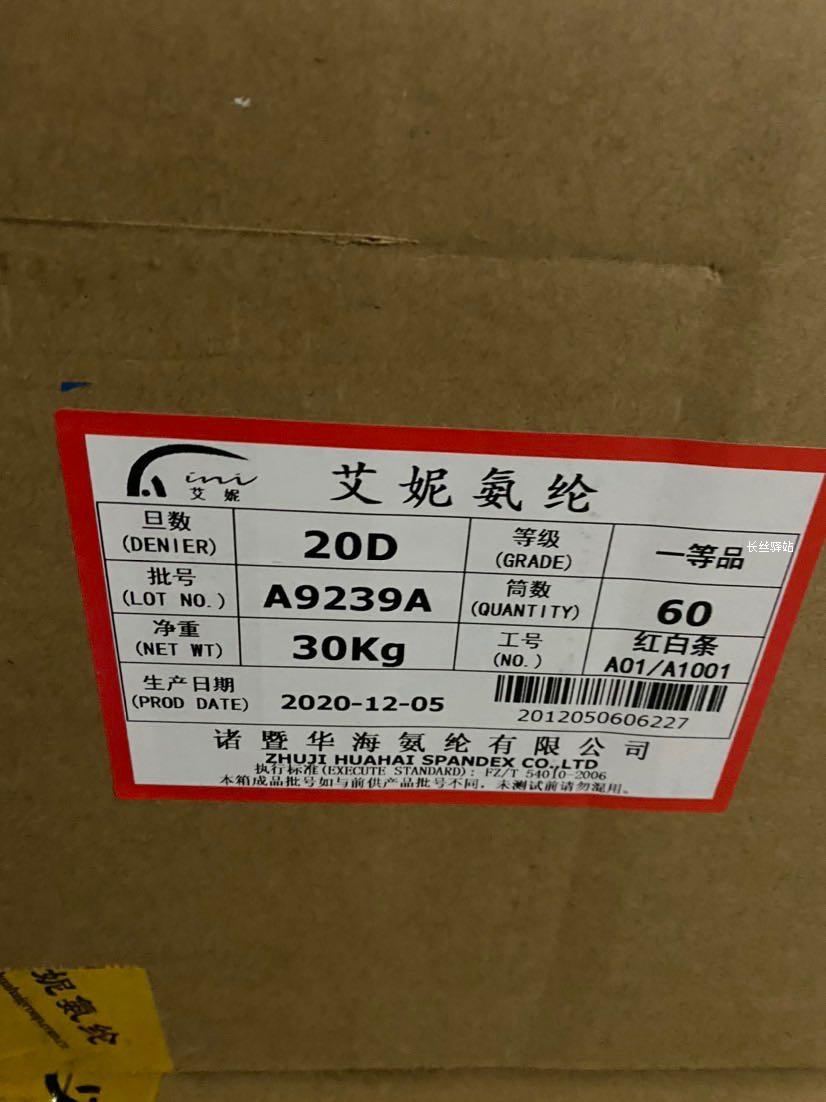 ini
艾妮
艾妮氨纶
旦数
(DENIER)
20D
等级
(GRADE)
一等品
长丝驿站
批号
(LOT NO.)
A9239A
筒数
(QUANTITY)
60
净重
(NET WT)
30Kg
工号
(NO.)
红白条
A01/A1001
生产日期
(PROD DATE)
2020-12-05
2012050606227
诸暨华海氨纶有限公司
ZHUJI HUAHAI SPANDEX CO.,LTD
执行标准(EXECUTE STANDARD): FZ/T 54010-2006
本箱成品批号如与前供产品批号不同，未测试前请勿混用。
妮氨纶